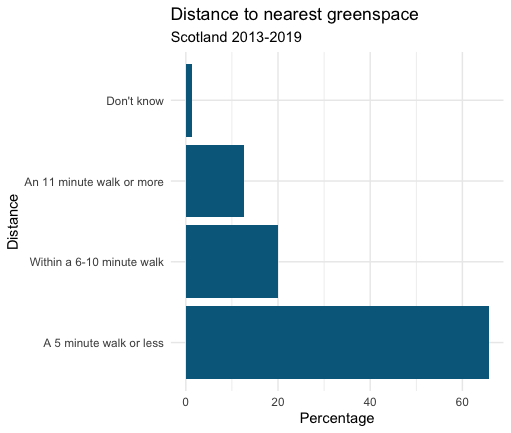 Distance to nearest greenspace
Scotland 2013-2019
Don't know
An 11 minute walk or more
Within a 6-10 minute walk
A 5 minute walk or less
Distance
0
20
40
60
Percentage